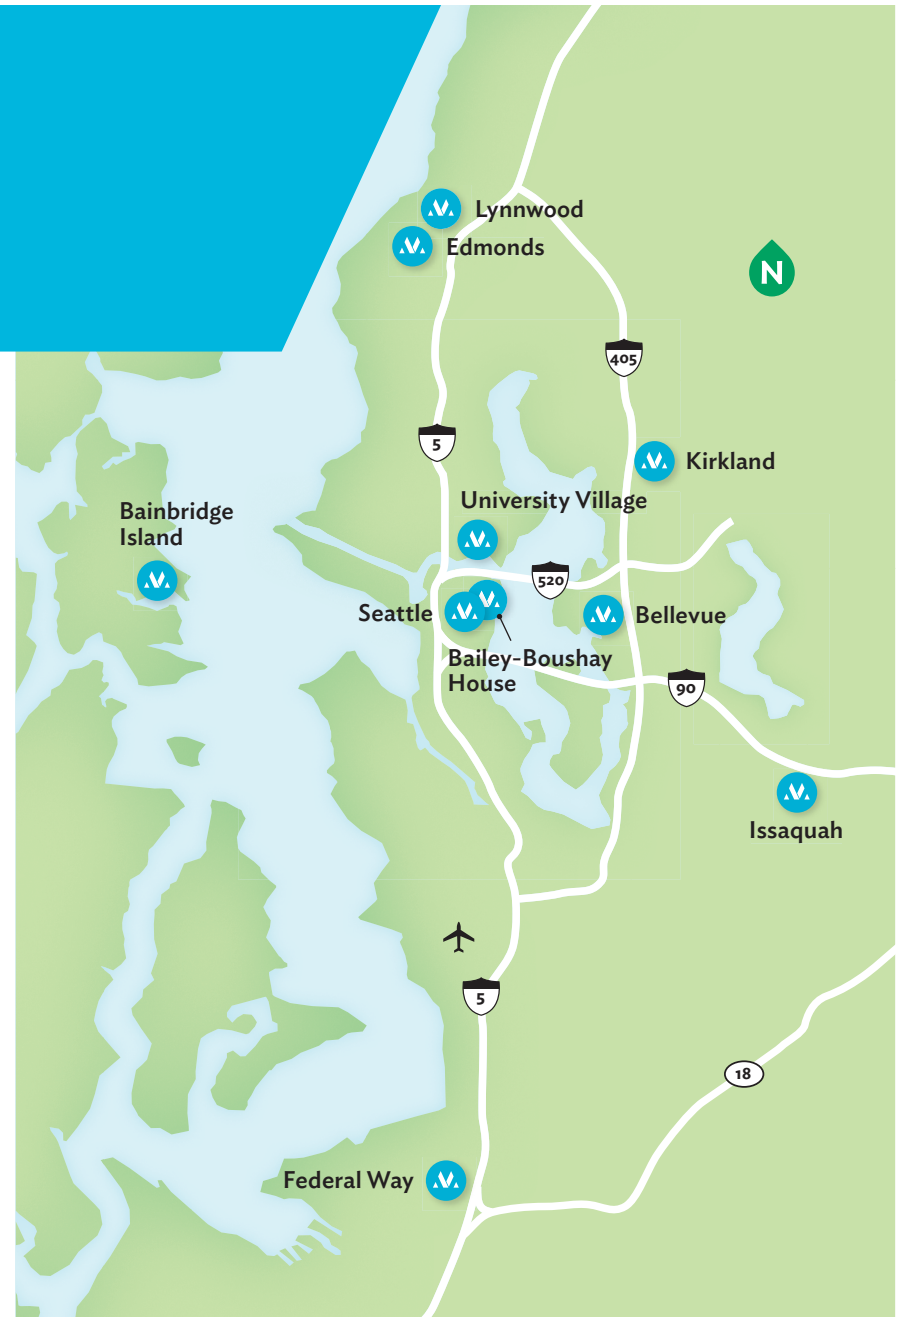 Lynnwood
Edmonds
N
405
5
Kirkland
University Village
Bainbridge
Island
520
Seattle
Bellevue
Bailey-Boushay
House
90
Issaquah
5
18
Federal Way